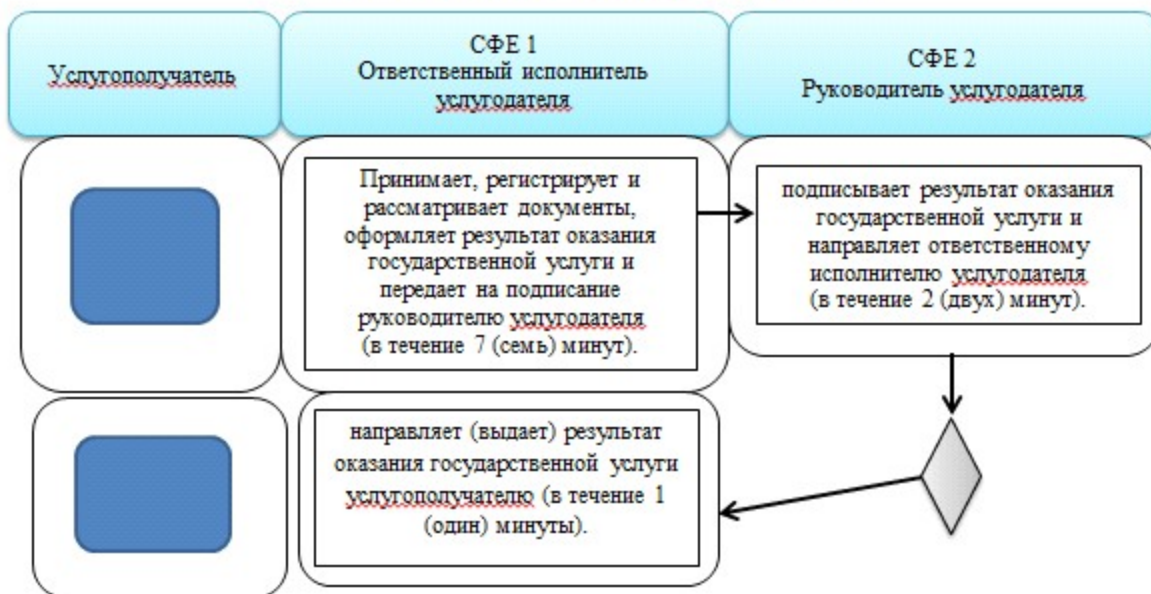 Услугополучатель
СФЕ 1
Ответственный исполнитель
услугодателя
СФЕ 2
Руководитель услугодателя
Принимает, регистрирует и
рассматривает документы,
оформляет результат оказания
государственной услуги и
передает на подписание
руководителю услугодателя
(в течение 7 (семь) минут).
подписывает результат оказания
государственной услуги и
направляет ответственному
исполнителю услугодателя
(в течение 2 (двух) минут).
направляет (выдает) результат
оказания государственной услуги
услугополучателю (в течение 1
(один) минуты).